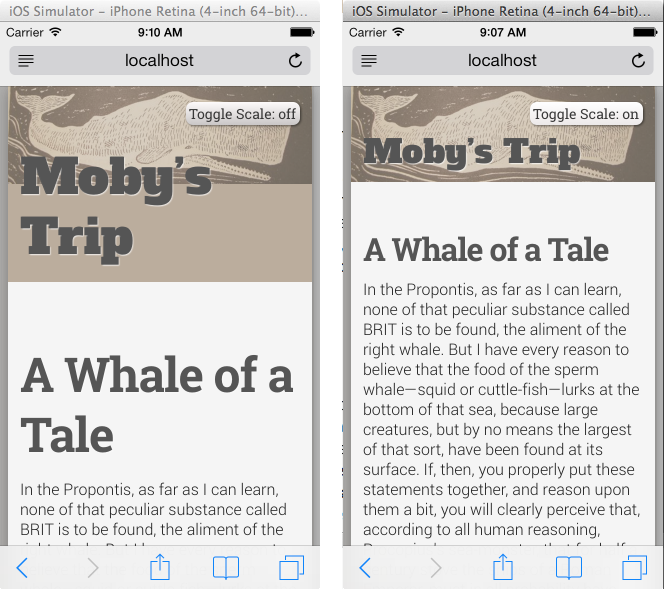 iOS Simulator – iPhone Retina (4-inch 64-bit)...
Carrier 9:10 AM
localhost
Toggle Scale: off
Moby's
Trip
A Whale of a
Tale
In the Propontis, as far as I can learn,
none of that peculiar substance called
BRIT is to be found, the aliment of the
iOS Simulator – iPhone Retina (4-inch 64-bit)...
Carrier 9:07 AM
localhost
Toggle Scale: on
Moby's Trip
A Whale of a Tale
In the Propontis, as far as I can learn,
none of that peculiar substance called
BRIT is to be found, the aliment of the
right whale. But I have every reason to
believe that the food of the sperm
whale—squid or cuttle-fish—lurks at the
bottom of that sea, because large
creatures, but by no means the largest
of that sort, have been found at its
surface. If, then, you properly put these
statements together, and reason upon
them a bit, you will clearly perceive that,
according to all human reasoning,